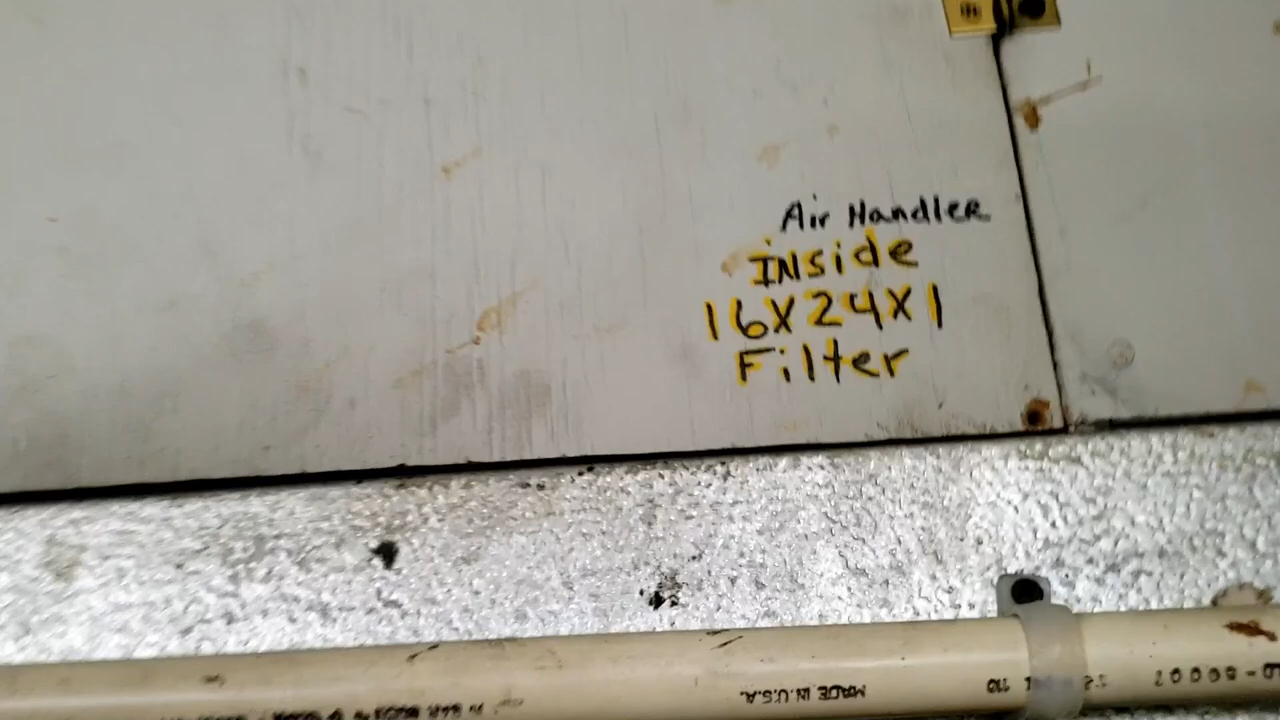 Air Handler
INside
16X24X1
Filter
MADE IN U.S.A.